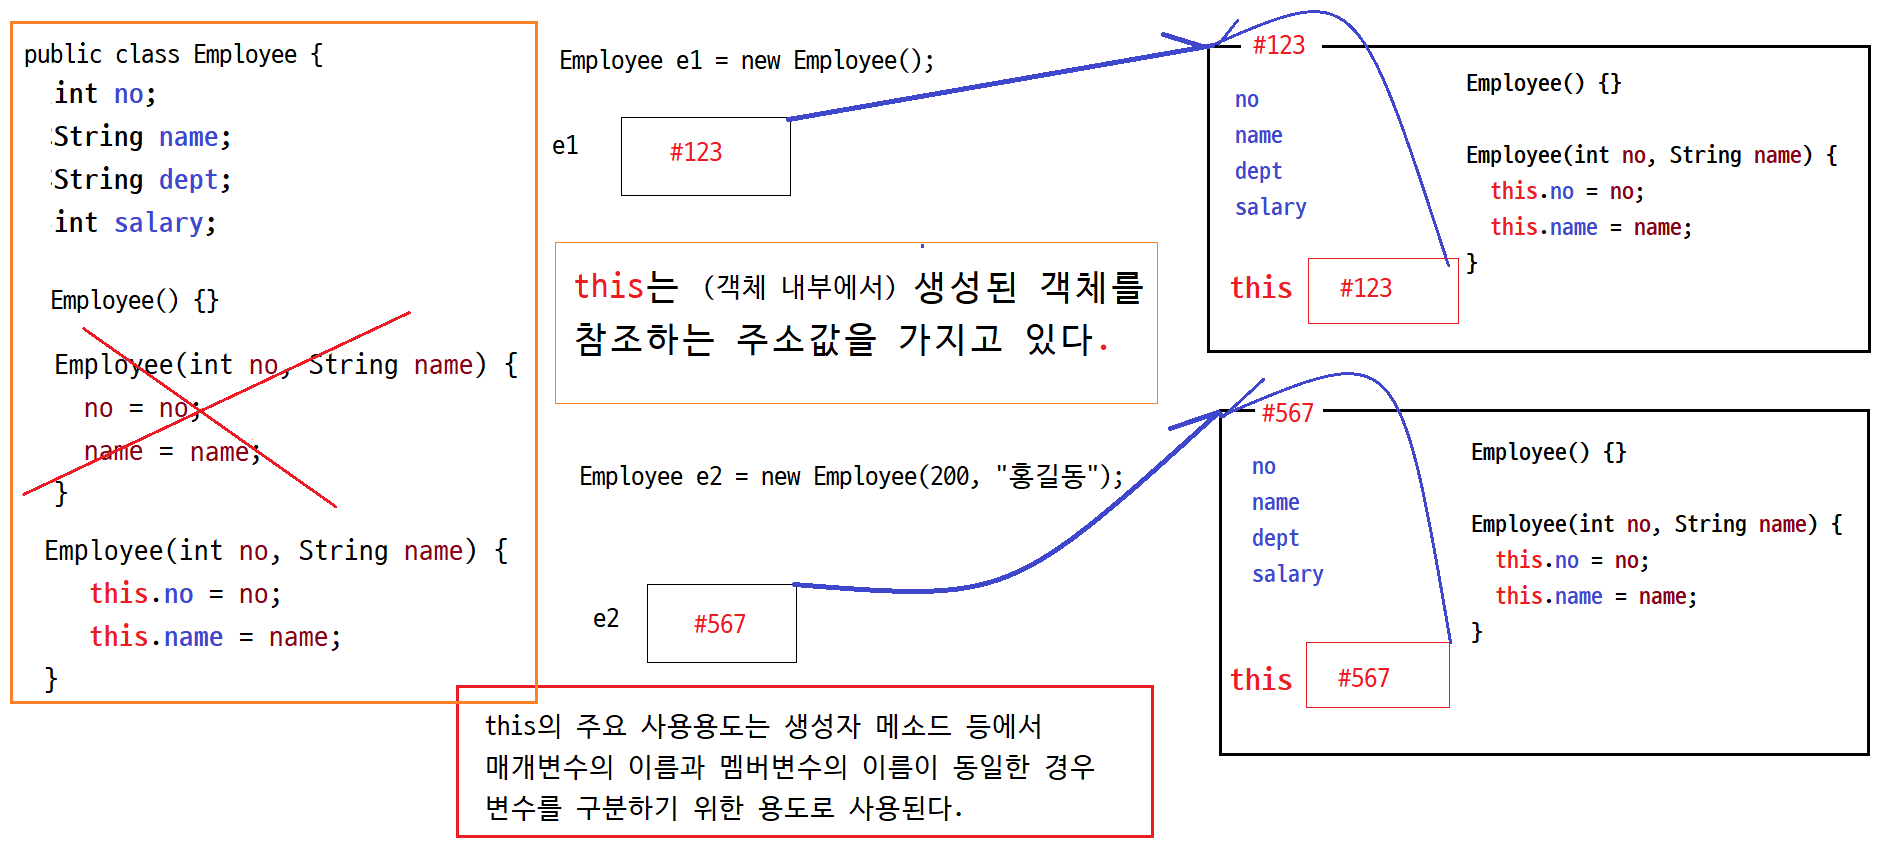 public class Employee {
int no;
String name;
String dept;
int salary;
Employee() {}
Employee(int no, String name) {
no = no;
name = name;
}
Employee(int no, String name) {
this.no = no;
this.name = name;
}
Employee e1 = new Employee();
e1
#123
this는 (객체 내부에서) 생성된 객체를
참조하는 주소값을 가지고 있다.
Employee e2 = new Employee(200, "홍길동");
e2
#567
this의 주요 사용용도는 생성자 메소드 등에서
매개변수의 이름과 멤버변수의 이름이 동일한 경우
변수를 구분하기 위한 용도로 사용된다.
#123
no
name
dept
salary
this
#123
Employee() {}
Employee(int no, String name) {
this.no = no;
this.name = name;
}
#567
no
name
dept
salary
this
#567
Employee() {}
Employee(int no, String name) {
this.no = no;
this.name = name;
}